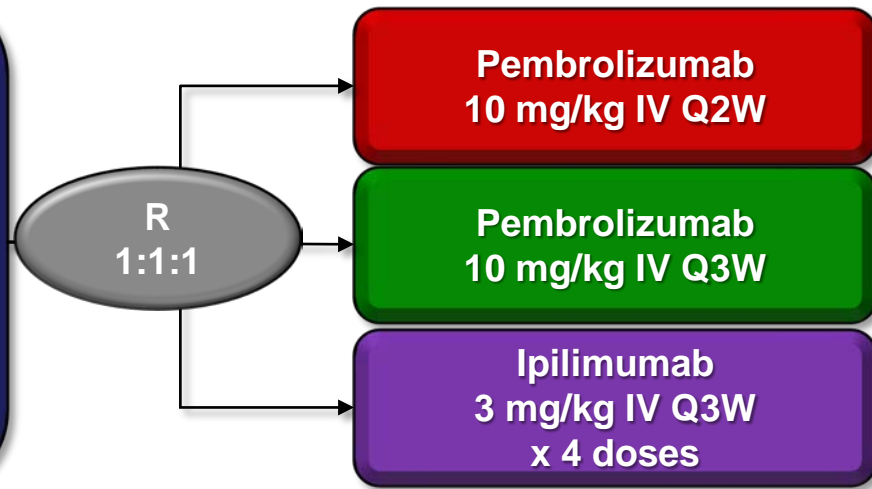 R
1:1:1
Pembrolizumab
10 mg/kg IV Q2W
Pembrolizumab
10 mg/kg IV Q3W
Ipilimumab
3 mg/kg IV Q3W
x 4 doses